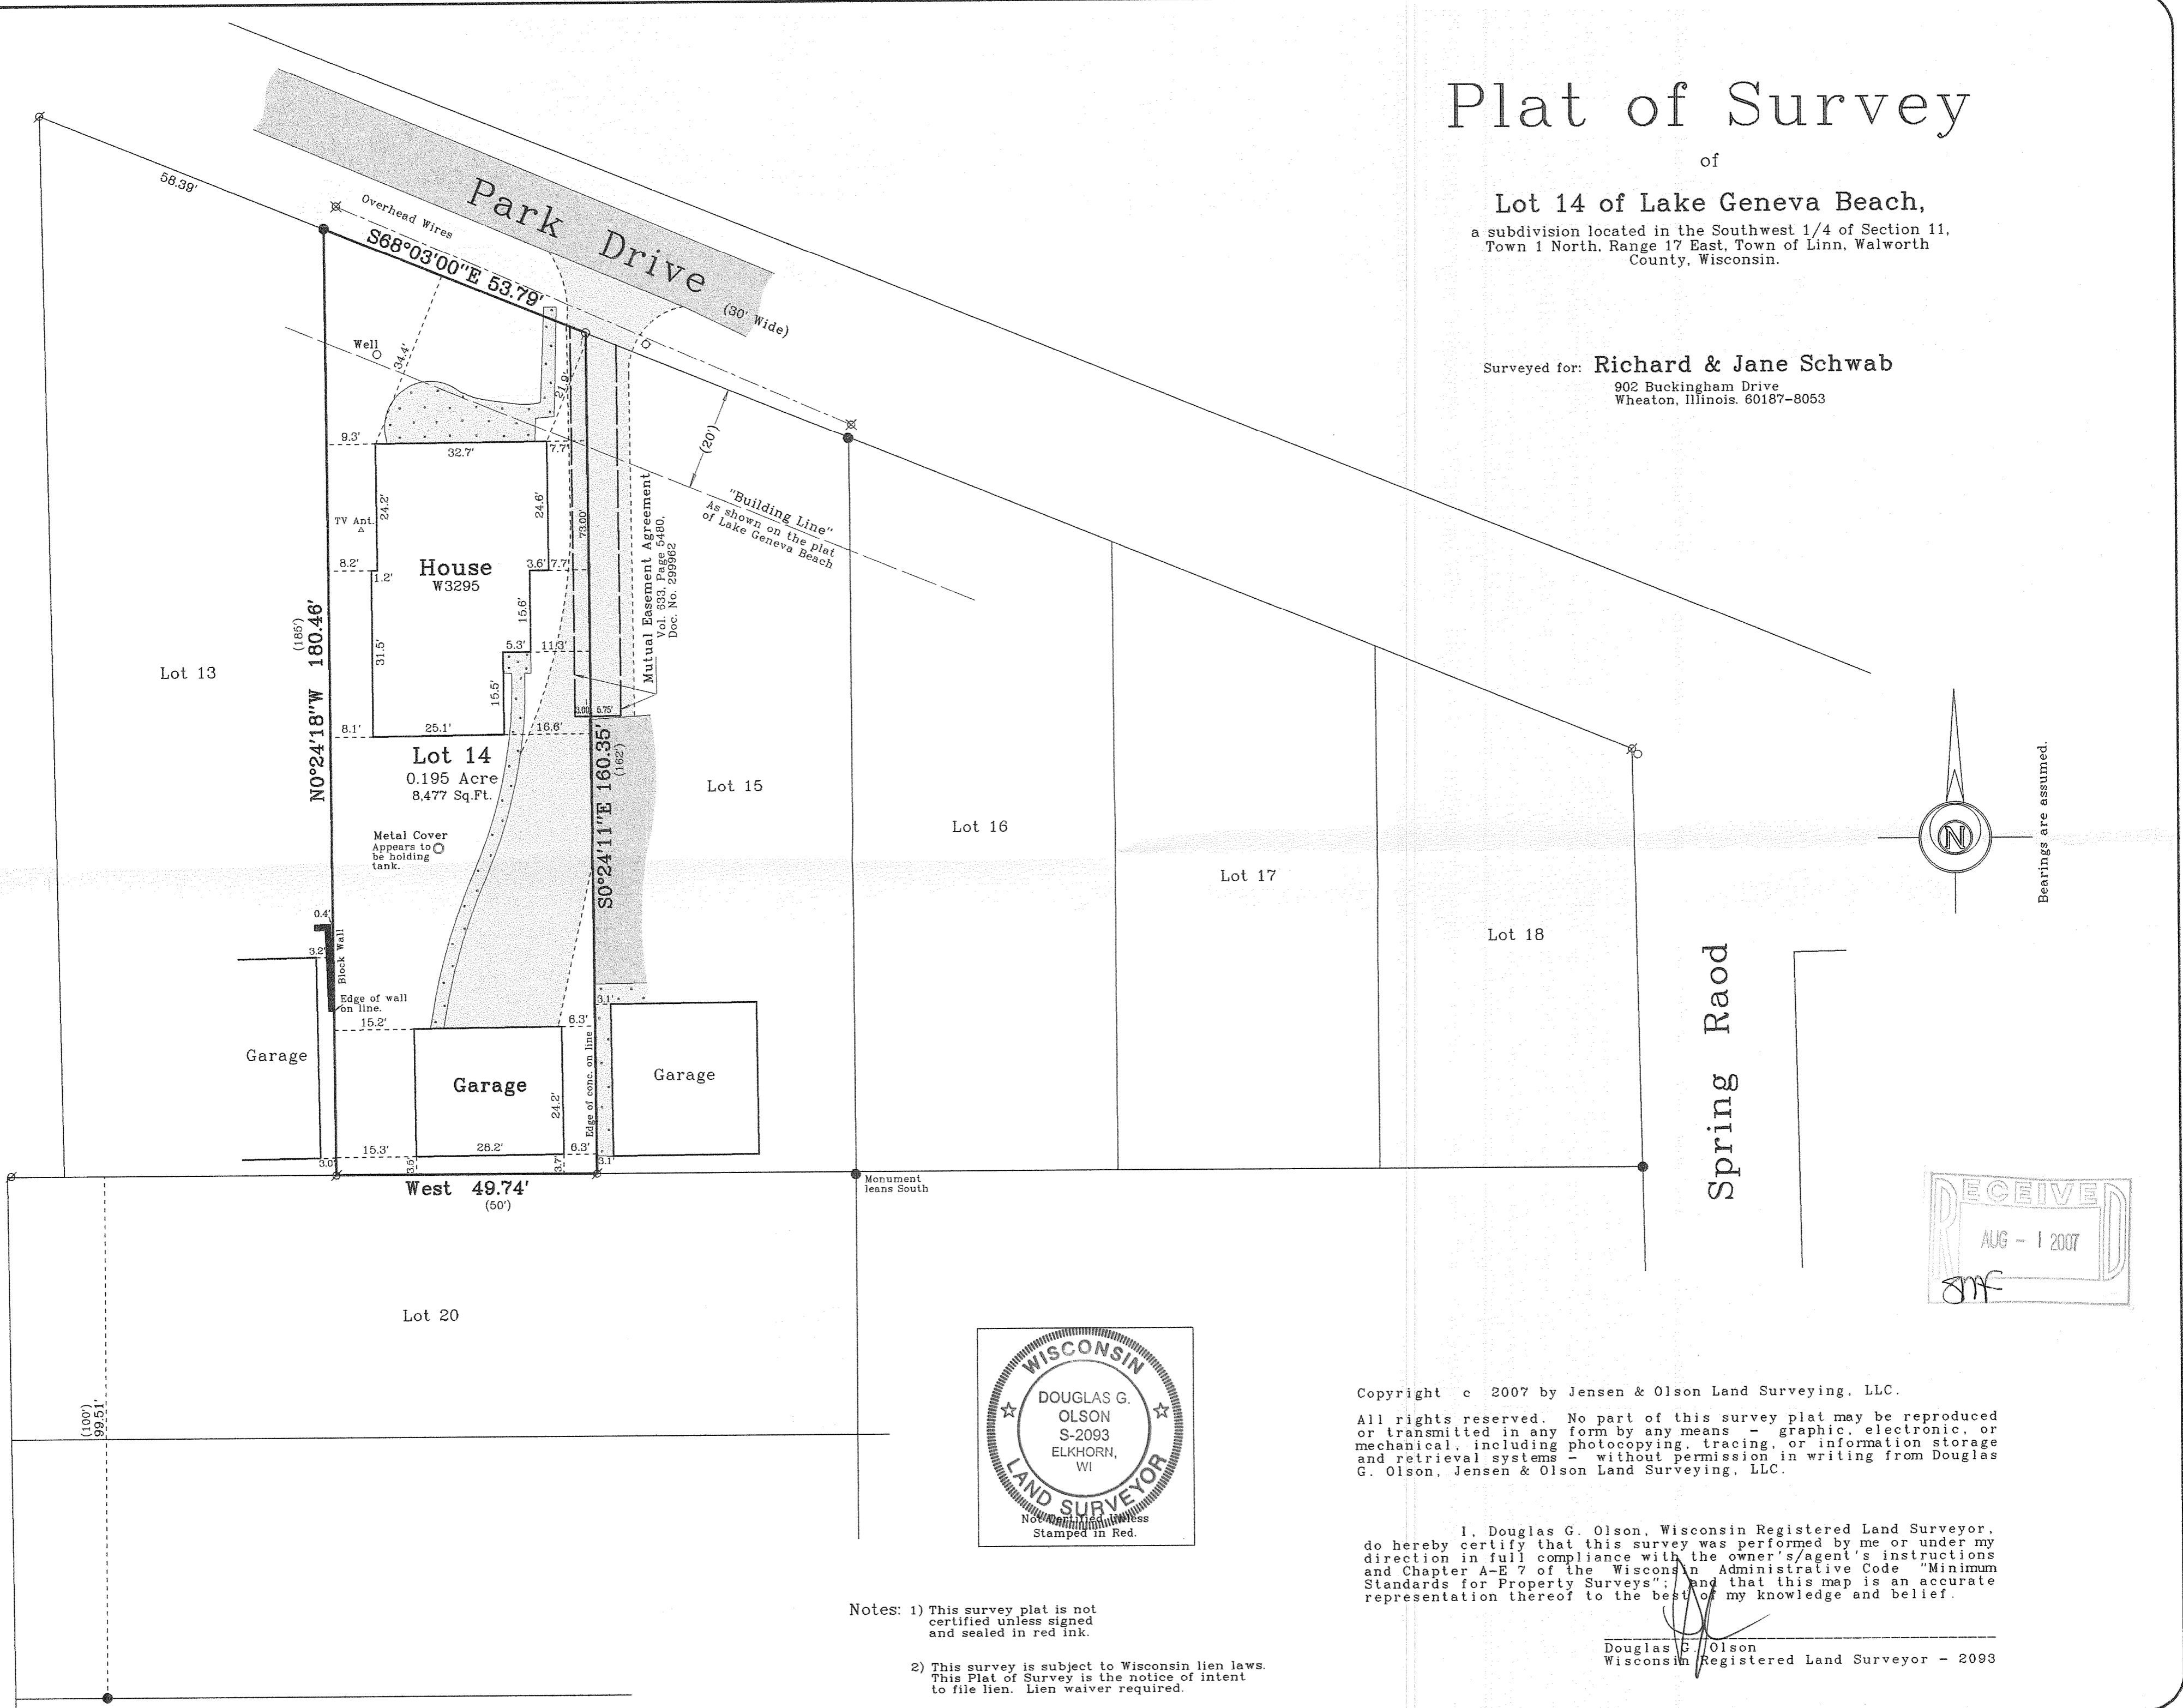 Plat of Survey
of
Lot 14 of Lake Geneva Beach,
a subdivision located in the Southwest 1/4 of Section 11,
Town 1 North, Range 17 East, Town of Linn, Walworth
County, Wisconsin.
Surveyed for: Richard & Jane Schwab
902 Buckingham Drive
Wheaton, Illinois. 60187-8053
58.39'
Overhead Wires
Park Drive
(30' Wide)
S68°03'00"E 53.79'
Well
34.4'
21.9'
(20')
"Building Line"
As shown on the plat
of Lake Geneva Beach
9.3'
32.7'
7.7'
24.2'
24.6'
73.00'
TV Ant.
House
W3295
8.2'
1.2'
3.6'
7.7'
15.6'
31.5'
5.3'
11.3'
15.5'
Mutual Easement Agreement
Vol. 633, Page 5480,
Doc. No. 299962
3.00'
5.75'
8.1'
25.1'
16.6'
(185')
N0°24'18"W 180.46'
S0°24'11"E 160.35'
(162')
Lot 13
Lot 14
0.195 Acre
8,477 Sq.Ft.
Lot 15
Lot 16
Lot 17
Lot 18
Metal Cover
Appears to
be holding
tank.
0.4'
3.2'
Block Wall
Edge of wall
on line.
15.2'
6.3'
3.1'
Garage
Garage
Garage
24.2'
Edge of conc. on line
15.3'
28.2'
6.3'
3.0'
3.5'
3.7'
3.1'
West 49.74'
(50')
Monument
leans South
Spring Raod
N
Bearings are assumed.
RECEIVED
AUG - 1 2007
smf
Lot 20
(100')
99.51'
WISCONSIN
DOUGLAS G.
OLSON
S-2093
ELKHORN,
WI
LAND SURVEYOR
Not Certified Unless
Stamped in Red.
Copyright c 2007 by Jensen & Olson Land Surveying, LLC.
All rights reserved. No part of this survey plat may be reproduced
or transmitted in any form by any means - graphic, electronic, or
mechanical, including photocopying, tracing, or information storage
and retrieval systems - without permission in writing from Douglas
G. Olson, Jensen & Olson Land Surveying, LLC.
I, Douglas G. Olson, Wisconsin Registered Land Surveyor,
do hereby certify that this survey was performed by me or under my
direction in full compliance with the owner's/agent's instructions
and Chapter A-E 7 of the Wisconsin Administrative Code "Minimum
Standards for Property Surveys"; and that this map is an accurate
representation thereof to the best of my knowledge and belief.
Douglas G. Olson
Wisconsin Registered Land Surveyor - 2093
Notes: 1) This survey plat is not
certified unless signed
and sealed in red ink.
2) This survey is subject to Wisconsin lien laws.
This Plat of Survey is the notice of intent
to file lien. Lien waiver required.